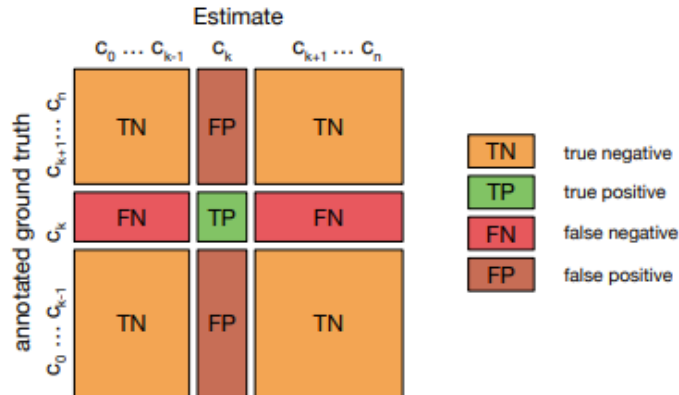 Estimate
c₀ … cₖ₋₁ cₖ cₖ₊₁ … cₙ
annotated ground truth
cₖ₊₁ … cₙ
TN FP TN
cₖ
FN TP FN
c₀ … cₖ₋₁
TN FP TN
TN true negative
TP true positive
FN false negative
FP false positive